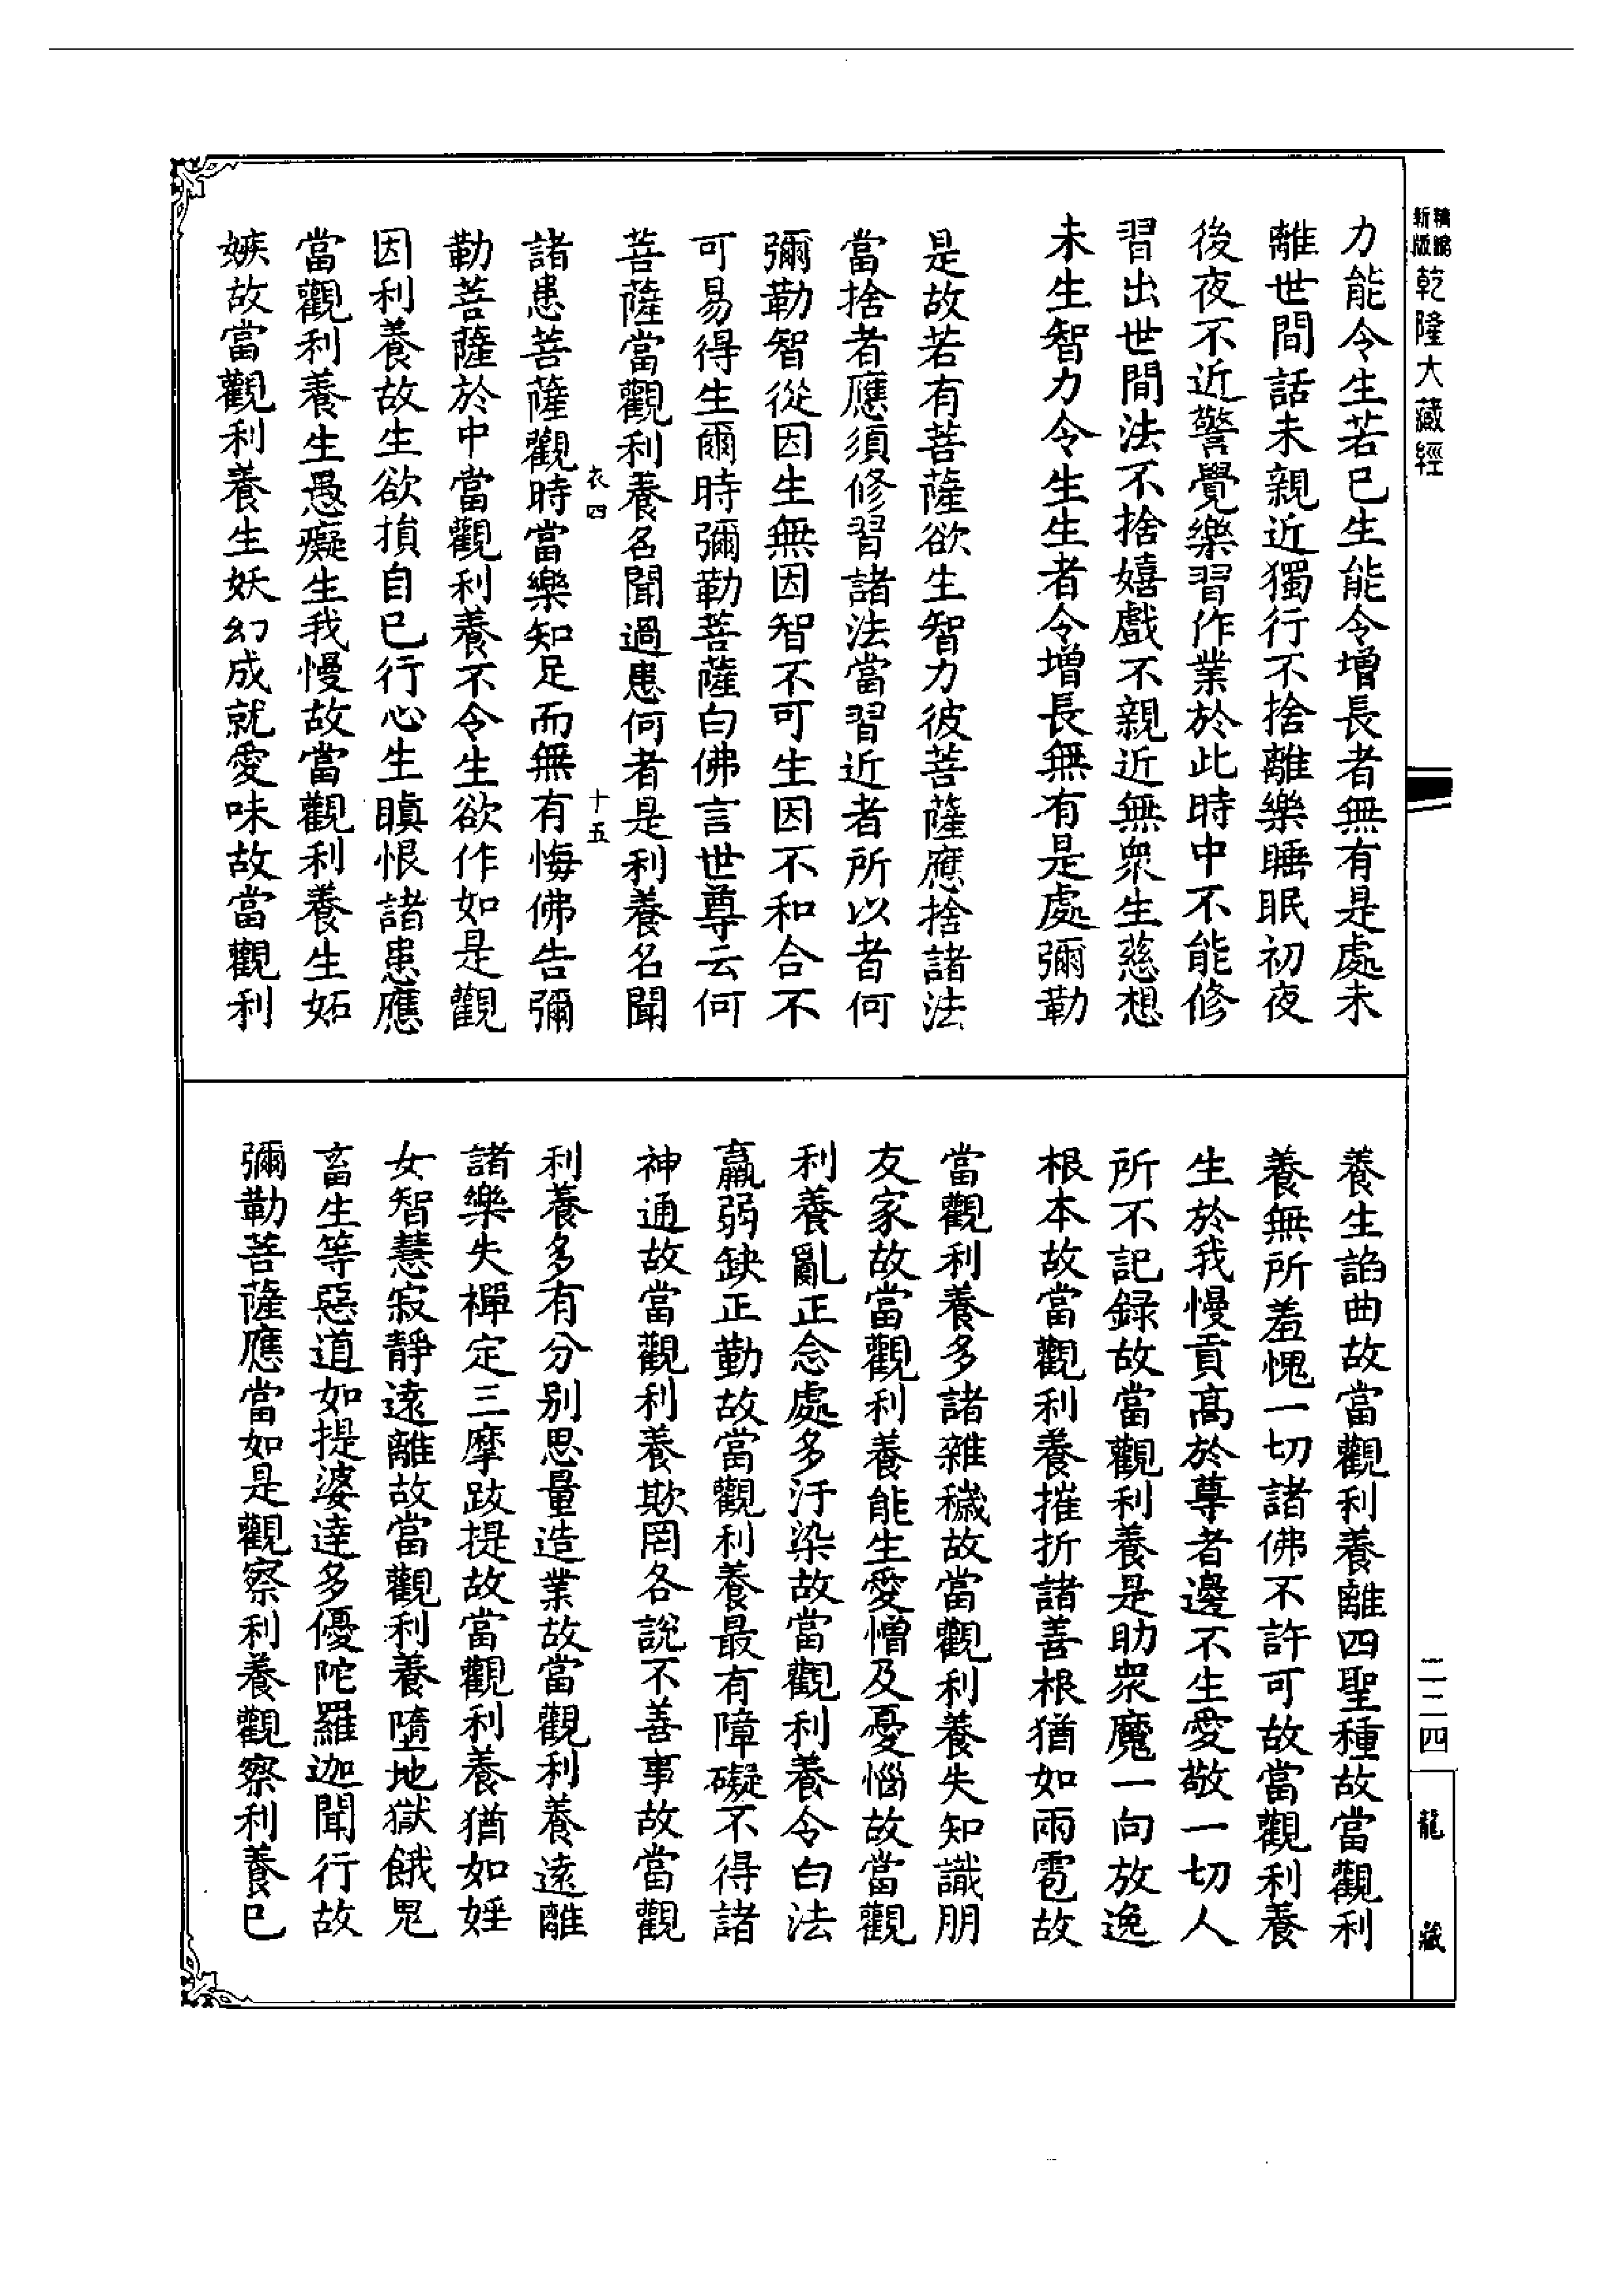 精縮
新版
乾隆大藏經
力能令生若已生能令增長者無有是處未
離世間話未親近獨行不捨離樂睡眠初夜
後夜不近警覺樂習作業於此時中不能修
習出世間法不捨嬉戲不親近無衆生慈想
未生智力令生生者令增長無有是處彌勒
是故若有菩薩欲生智力彼菩薩應捨諸法
當捨者應須修習諸法當習近者所以者何
彌勒智從因生無因智不可生因不和合不
可易得生爾時彌勒菩薩白佛言世尊云何
菩薩當觀利養名聞過患何者是利養名聞
衣四 十五
諸患菩薩觀時當樂知足而無有悔佛告彌
勒菩薩於中當觀利養不令生欲作如是觀
因利養故生欲損自已行心生瞋恨諸患應
當觀利養生愚癡生我慢故當觀利養生妬
嫉故當觀利養生妖幻成就愛味故當觀利
養生諂曲故當觀利養離四聖種故當觀利
養無所羞愧一切諸佛不許可故當觀利養
生於我慢貢高於尊者邊不生愛敬一切人
所不記録故當觀利養是助衆魔一向放逸
根本故當觀利養摧折諸善根猶如雨雹故
當觀利養多諸雜穢故當觀利養失知識朋
友家故當觀利養能生愛憎及憂惱故當觀
利養亂正念處多汙染故當觀利養令白法
羸弱缺正勤故當觀利養最有障礙不得諸
神通故當觀利養欺罔各說不善事故當觀
利養多有分别思量造業故當觀利養遠離
諸樂失禪定三摩跋提故當觀利養猶如婬
女智慧寂靜遠離故當觀利養墮地獄餓鬼
畜生等惡道如提婆達多優陀羅迦聞行故
彌勒菩薩應當如是觀察利養觀察利養已
二二四
龍藏